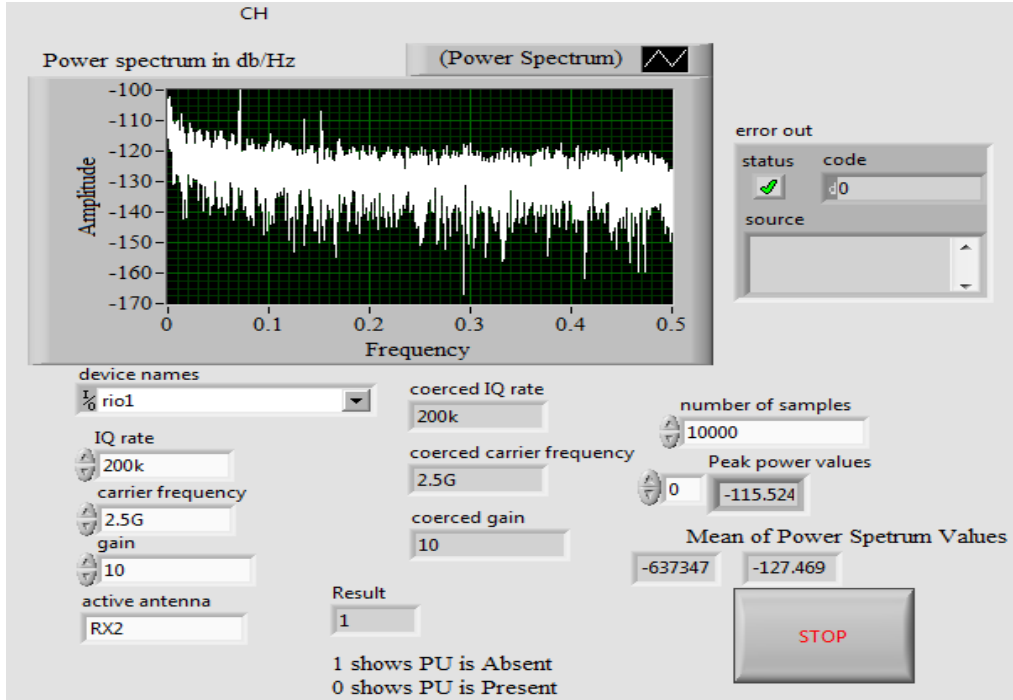 CH
Power spectrum in db/Hz
(Power Spectrum)
-100
-110
-120
-130
-140
-150
-160
-170
Amplitude
0 0.1 0.2 0.3 0.4 0.5
Frequency
error out
status code
d 0
source
device names
I/O rio1
IQ rate
200k
carrier frequency
2.5G
gain
10
active antenna
RX2
coerced IQ rate
200k
coerced carrier frequency
2.5G
coerced gain
10
Result
1
1 shows PU is Absent
0 shows PU is Present
number of samples
10000
Peak power values
0 -115.524
Mean of Power Spetrum Values
-637347 -127.469
STOP